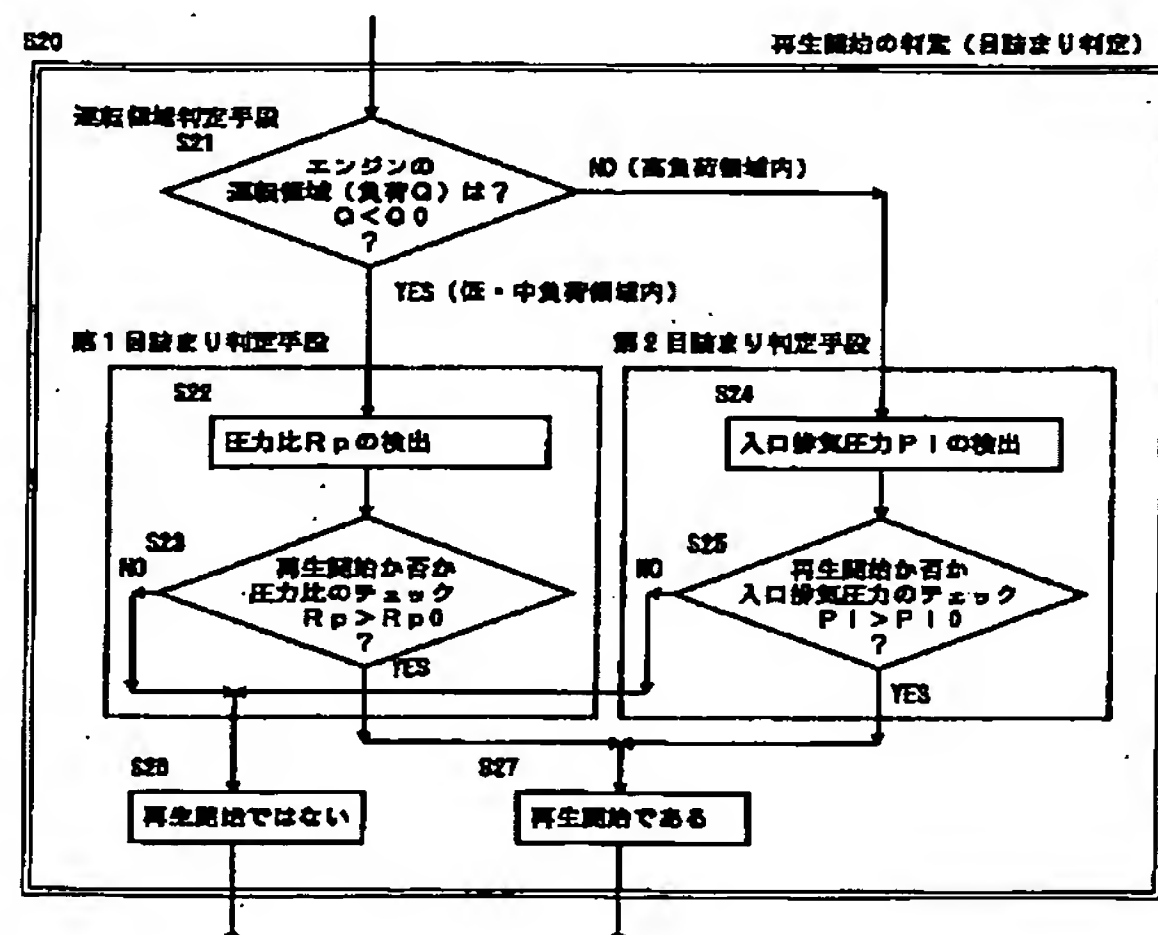 S20
再生開始の判定（目詰まり判定）
運転領域判定手段
S21
エンジンの
運転領域（負荷Q）は？
Q＜Q0
？
NO（高負荷領域内）
YES（低・中負荷領域内）
第1目詰まり判定手段
第2目詰まり判定手段
S22
圧力比Rpの検出
S24
入口排気圧力PIの検出
S23
NO
再生開始か否か
圧力比のチェック
Rp＞Rp0
？
YES
S25
NO
再生開始か否か
入口排気圧力のチェック
PI＞PI0
？
YES
S26
再生開始ではない
S27
再生開始である